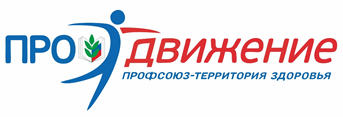 ПРО ДВИЖЕНИЕ
ПРОФСОЮЗ-ТЕРРИТОРИЯ ЗДОРОВЬЯ